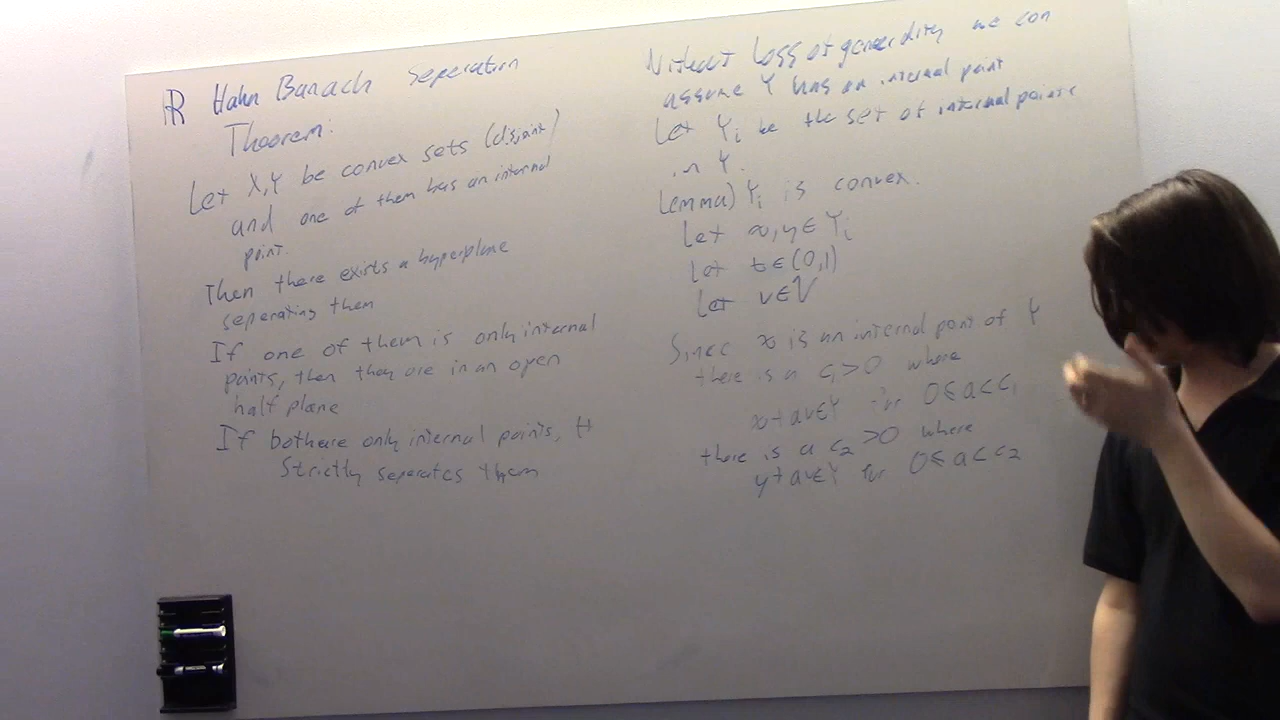 ℝ Hahn Banach Seperation
Theorem:
Let X,Y be convex sets (disjoint)
and one of them has an internal
point.
Then there exists a hyperplane
seperating them
If one of them is only internal
points, then they are in an open
half plane
If both are only internal points, H
Strictly seperates them
Without loss of generality we can
assume Y has an internal point
Let Yᵢ be the set of internal points
in Y.
Lemma) Yᵢ is convex.
Let x,y ∈ Yᵢ
Let t ∈ (0,1)
Let v ∈ V
Since x is an internal point of Y
there is a c₁>0 where
x+av∈Y for 0≤a<c₁
there is a c₂>0 where
y+av∈Y for 0≤a<c₂